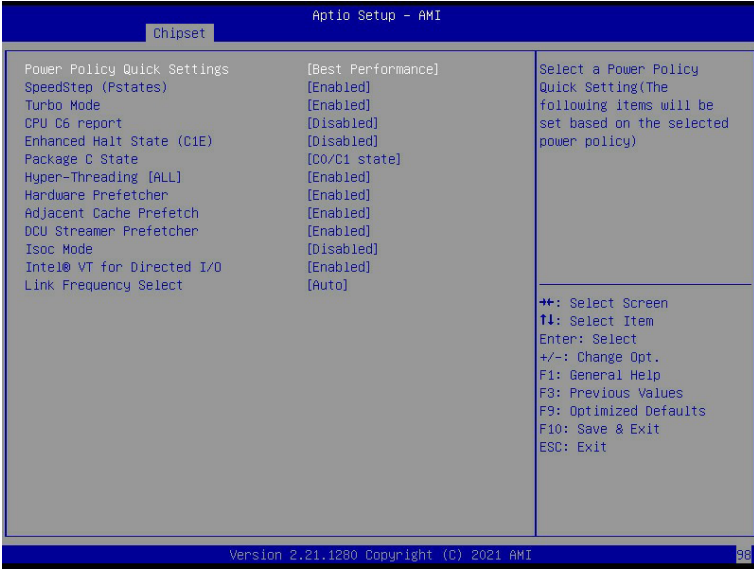 Aptio Setup – AMI
Chipset
Power Policy Quick Settings [Best Performance]
SpeedStep (Pstates) [Enabled]
Turbo Mode [Enabled]
CPU C6 report [Disabled]
Enhanced Halt State (C1E) [Disabled]
Package C State [C0/C1 state]
Hyper-Threading [ALL] [Enabled]
Hardware Prefetcher [Enabled]
Adjacent Cache Prefetch [Enabled]
DCU Streamer Prefetcher [Enabled]
Isoc Mode [Disabled]
Intel® VT for Directed I/O [Enabled]
Link Frequency Select [Auto]
Select a Power Policy
Quick Setting(The
following items will be
set based on the selected
power policy)
→←: Select Screen
↑↓: Select Item
Enter: Select
+/-: Change Opt.
F1: General Help
F3: Previous Values
F9: Optimized Defaults
F10: Save & Exit
ESC: Exit
Version 2.21.1280 Copyright (C) 2021 AMI
98